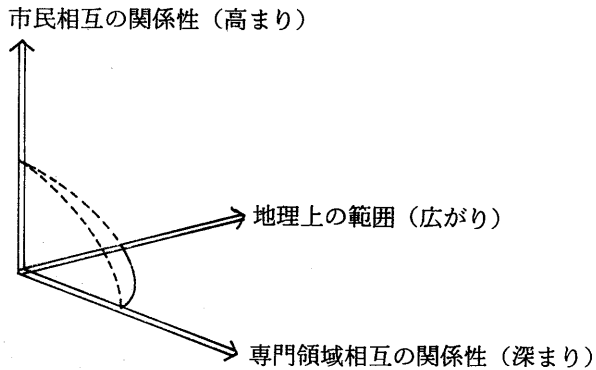 市民相互の関係性（高まり）
地理上の範囲（広がり）
専門領域相互の関係性（深まり）